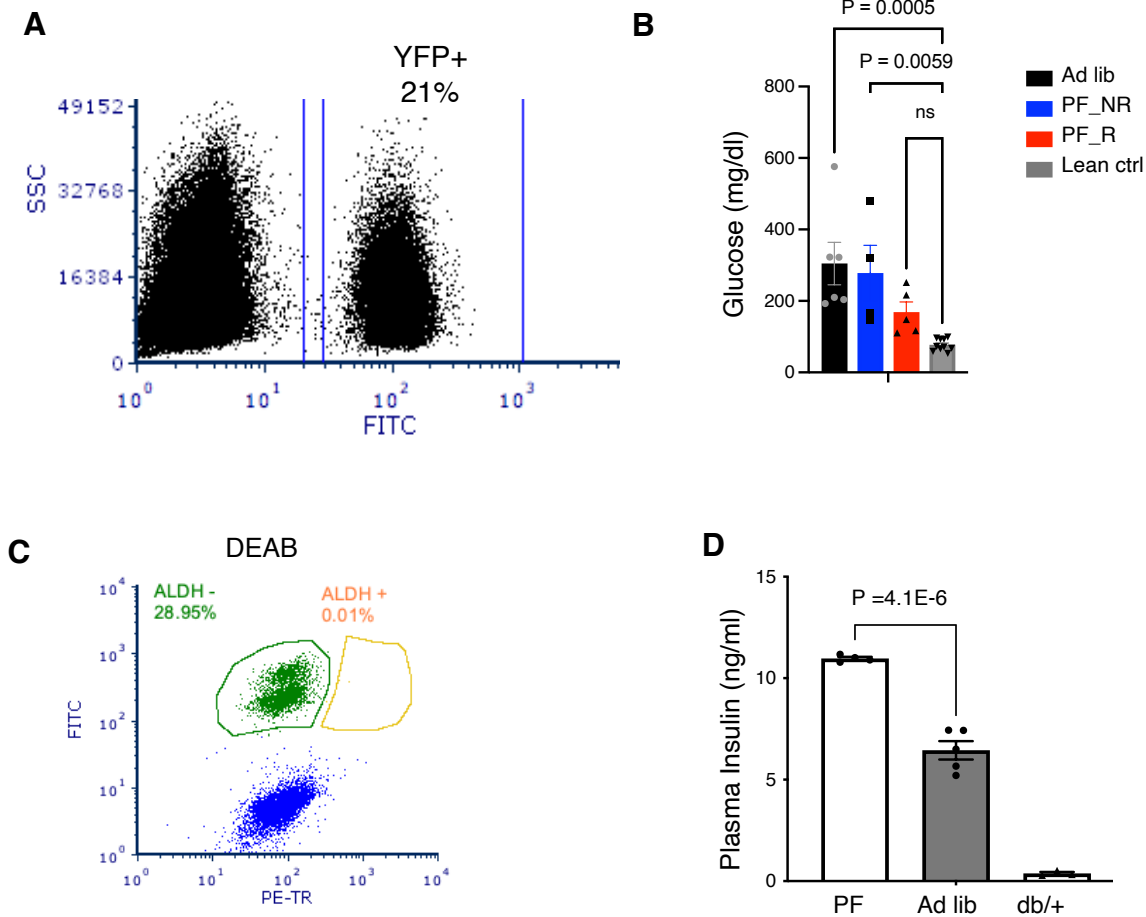 A
YFP+
21%
49152
32768
16384
0
SSC
10^0
10^1
10^2
10^3
FITC
B
P = 0.0005
P = 0.0059
ns
800
600
400
200
0
Glucose (mg/dl)
Ad lib
PF_NR
PF_R
Lean ctrl
C
DEAB
ALDH -
28.95%
ALDH +
0.01%
10^4
10^3
10^2
10^1
10^0
FITC
10^0
10^1
10^2
10^3
10^4
PE-TR
D
P =4.1E-6
15
10
5
0
Plasma Insulin (ng/ml)
PF
Ad lib
db/+